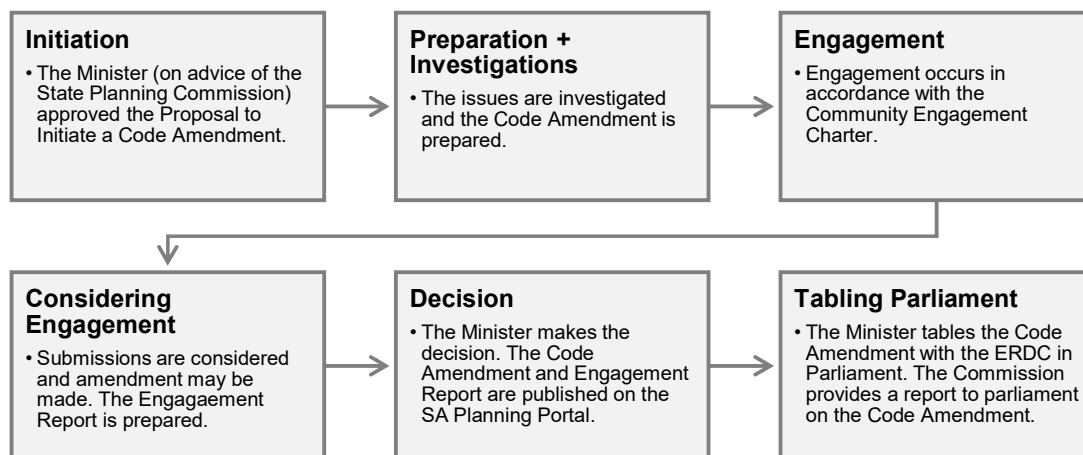 Initiation
• The Minister (on advice of the
State Planning Commission)
approved the Proposal to
Initiate a Code Amendment.
Preparation +
Investigations
• The issues are investigated
and the Code Amendment is
prepared.
Engagement
• Engagement occurs in
accordance with the
Community Engagement
Charter.
Considering
Engagement
• Submissions are considered
and amendment may be
made. The Engagaement
Report is prepared.
Decision
• The Minister makes the
decision. The Code
Amendment and Engagement
Report are published on the
SA Planning Portal.
Tabling Parliament
• The Minister tables the Code
Amendment with the ERDC in
Parliament. The Commission
provides a report to parliament
on the Code Amendment.